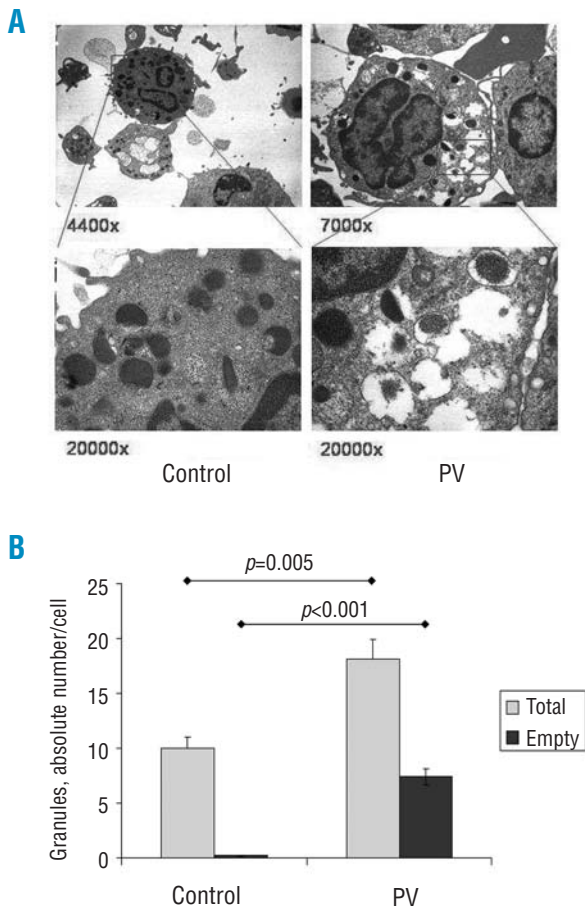 A
4400x
7000x
20000x
20000x
Control
PV
B
p=0.005
p<0.001
Granules, absolute number/cell
25
20
15
10
5
0
Total
Empty
Control
PV